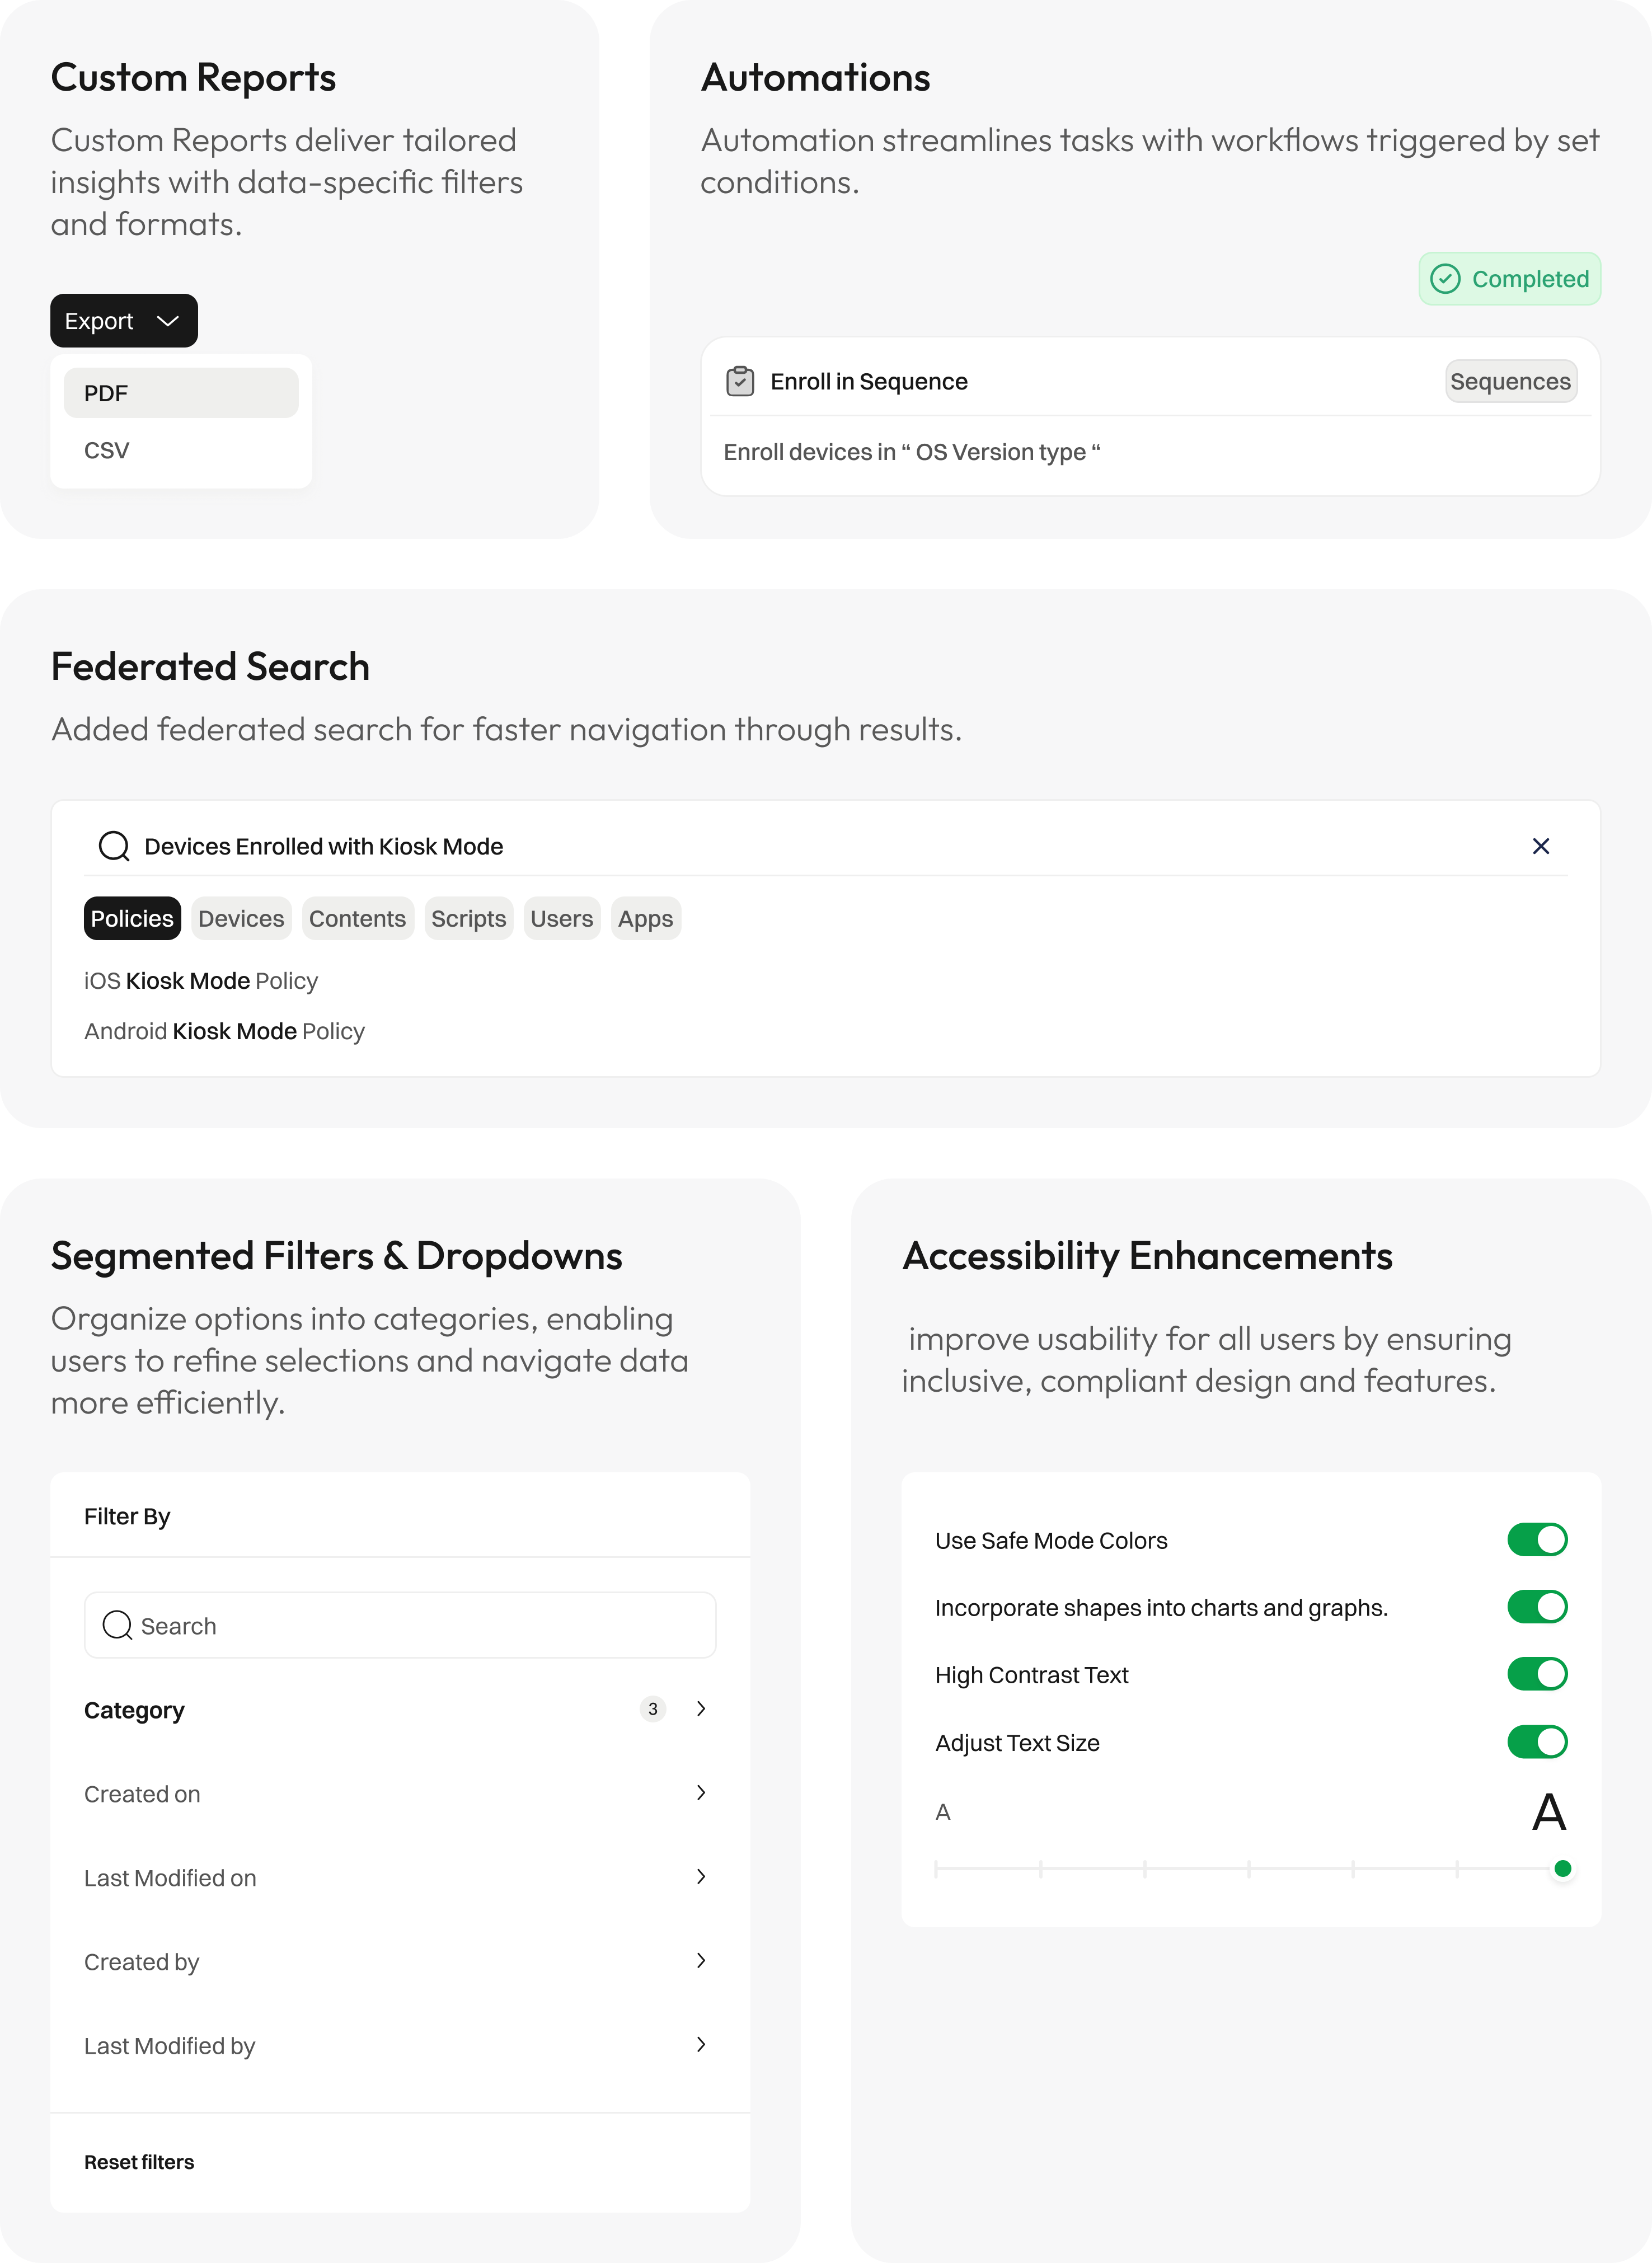 Custom Reports
Custom Reports deliver tailored
insights with data-specific filters
and formats.
Export
PDF
CSV
Automations
Automation streamlines tasks with workflows triggered by set
conditions.
Completed
Enroll in Sequence
Sequences
Enroll devices in “ OS Version type “
Federated Search
Added federated search for faster navigation through results.
Devices Enrolled with Kiosk Mode
Policies Devices Contents Scripts Users Apps
iOS Kiosk Mode Policy
Android Kiosk Mode Policy
Segmented Filters & Dropdowns
Organize options into categories, enabling
users to refine selections and navigate data
more efficiently.
Filter By
Search
Category 3
Created on
Last Modified on
Created by
Last Modified by
Reset filters
Accessibility Enhancements
improve usability for all users by ensuring
inclusive, compliant design and features.
Use Safe Mode Colors
Incorporate shapes into charts and graphs.
High Contrast Text
Adjust Text Size
A A